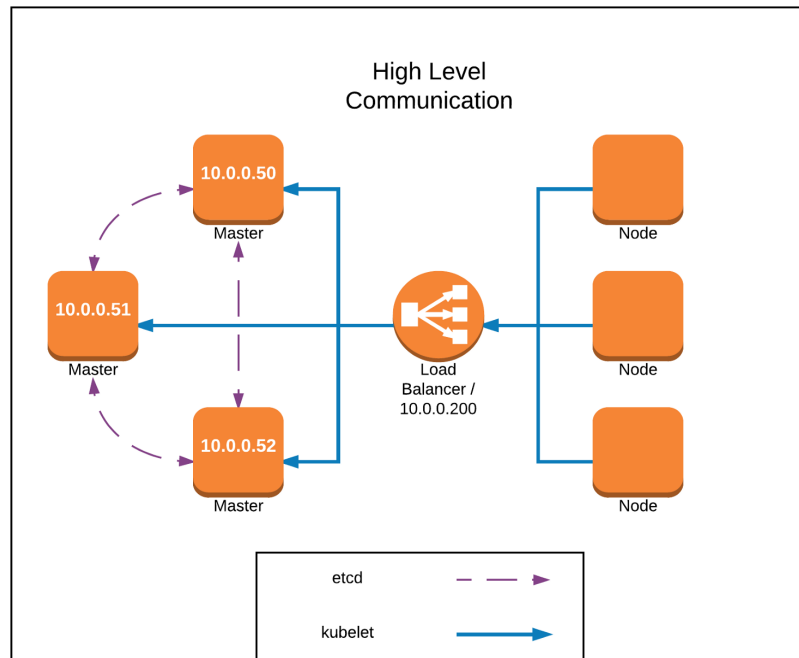 High Level
Communication
10.0.0.50
Master
Node
10.0.0.51
Master
Load
Balancer /
10.0.0.200
Node
10.0.0.52
Master
Node
etcd
kubelet